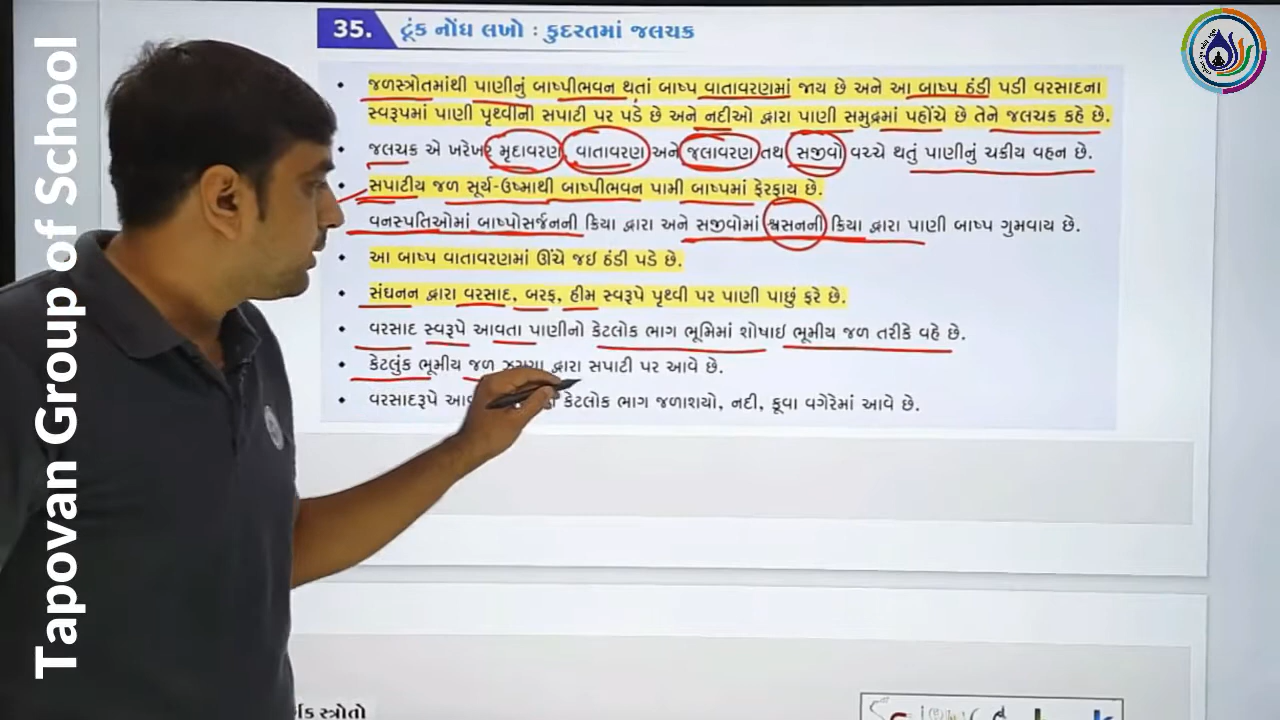 Tapovan Group of School
35. ટૂંક નોંધ લખો : કુદરતમાં જલચક
• જળસ્ત્રોતમાંથી પાણીનું બાષ્પીભવન થતાં બાષ્પ વાતાવરણમાં જાય છે અને આ બાષ્પ ઠંડી પડી વરસાદના
સ્વરૂપમાં પાણી પૃથ્વીની સપાટી પર પડે છે અને નદીઓ દ્વારા પાણી સમુદ્રમાં પહોંચે છે તેને જલચક કહે છે.
• જલચક એ ખરેખર મૃદાવરણ વાતાવરણ અને જલાવરણ તથ સજીવો વચ્ચે થતું પાણીનું ચકીય વહન છે.
• સપાટીય જળ સૂર્ય-ઉષ્માથી બાષ્પીભવન પામી બાષ્પમાં ફેરફાય છે.
વનસ્પતિઓમાં બાષ્પોસર્જનની ક્રિયા દ્વારા અને સજીવોમાં શ્વસનની ક્રિયા દ્વારા પાણી બાષ્પ ગુમવાય છે.
• આ બાષ્પ વાતાવરણમાં ઊંચે જઇ ઠંડી પડે છે.
• સંઘનન દ્વારા વરસાદ, બરફ, હીમ સ્વરૂપે પૃથ્વી પર પાણી પાછું ફરે છે.
• વરસાદ સ્વરૂપે આવતા પાણીનો કેટલોક ભાગ ભૂમિમાં શોષાઇ ભૂમીય જળ તરીકે વહે છે.
• કેટલુંક ભૂમીય જળ ઝરણા દ્વારા સપાટી પર આવે છે.
• વરસાદરૂપે કેટલોક ભાગ જળાશયો, નદી, કૂવા વગેરેમાં આવે છે.
સ્ત્રોતો